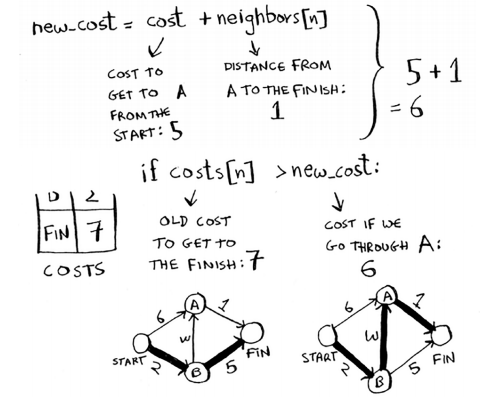 new_cost = cost + neighbors[n]
COST TO
GET TO A
FROM THE
START: 5
DISTANCE FROM
A TO THE FINISH:
1
5 + 1
= 6
if costs[n] > new_cost:
D 2
FIN 7
COSTS
OLD COST
TO GET TO
THE FINISH: 7
COST IF WE
GO THROUGH A:
6
A
6
1
START
2
B
5
FIN
A
6
1
START
2
B
5
FIN